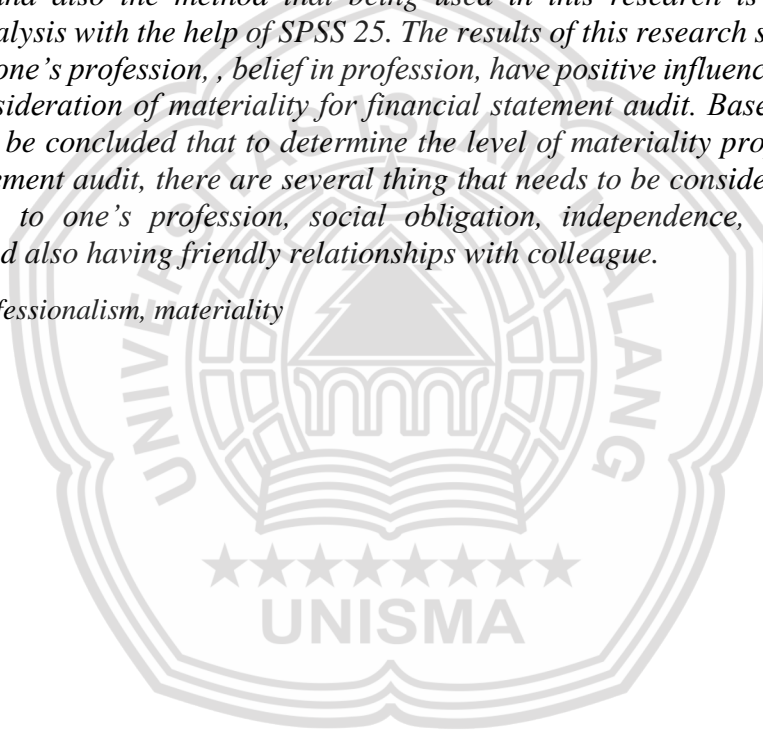 and also the method that being used in this research is
alysis with the help of SPSS 25. The results of this research s
one's profession, , belief in profession, have positive influenc
sideration of materiality for financial statement audit. Base
be concluded that to determine the level of materiality pro
ement audit, there are several thing that needs to be conside
to one's profession, social obligation, independence,
d also having friendly relationships with colleague.
fessionalism, materiality
UNIVERSITAS ISLAM MALANG
UNISMA